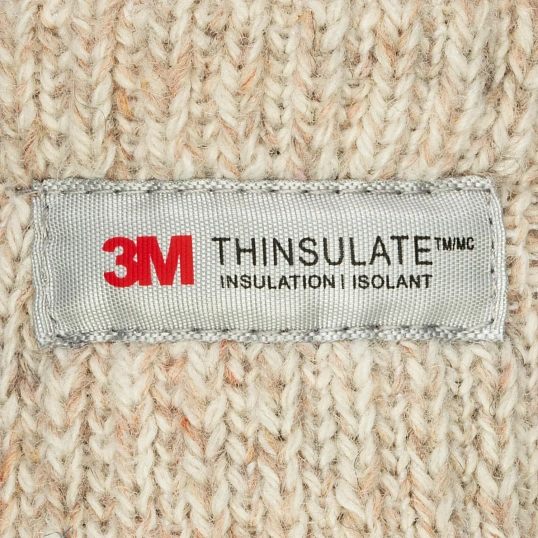 3M THINSULATE™/MC
INSULATION | ISOLANT